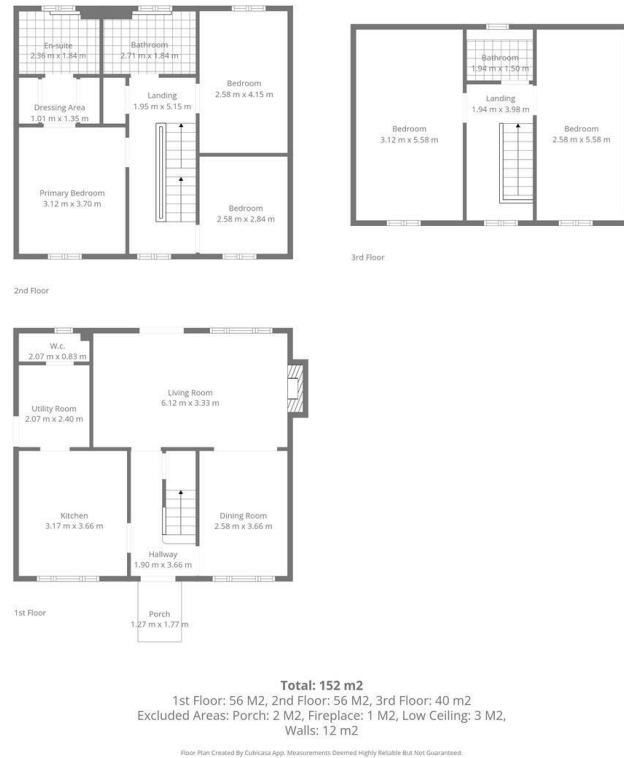 En-suite
2.36 m x 1.84 m
Bathroom
2.71 m x 1.84 m
Bedroom
2.58 m x 4.15 m
Landing
1.95 m x 5.15 m
Dressing Area
1.01 m x 1.35 m
Primary Bedroom
3.12 m x 3.70 m
Bedroom
2.58 m x 2.84 m
2nd Floor
Bathroom
1.94 m x 1.50 m
Landing
1.94 m x 3.98 m
Bedroom
3.12 m x 5.58 m
Bedroom
2.58 m x 5.58 m
3rd Floor
W.c.
2.07 m x 0.83 m
Living Room
6.12 m x 3.33 m
Utility Room
2.07 m x 2.40 m
Kitchen
3.17 m x 3.66 m
Dining Room
2.58 m x 3.66 m
Hallway
1.90 m x 3.66 m
1st Floor
Porch
1.27 m x 1.77 m
Total: 152 m2
1st Floor: 56 M2, 2nd Floor: 56 M2, 3rd Floor: 40 m2
Excluded Areas: Porch: 2 M2, Fireplace: 1 M2, Low Ceiling: 3 M2,
Walls: 12 m2
Floor Plan Created By Cubicasa App. Measurements Deemed Highly Reliable But Not Guaranteed.